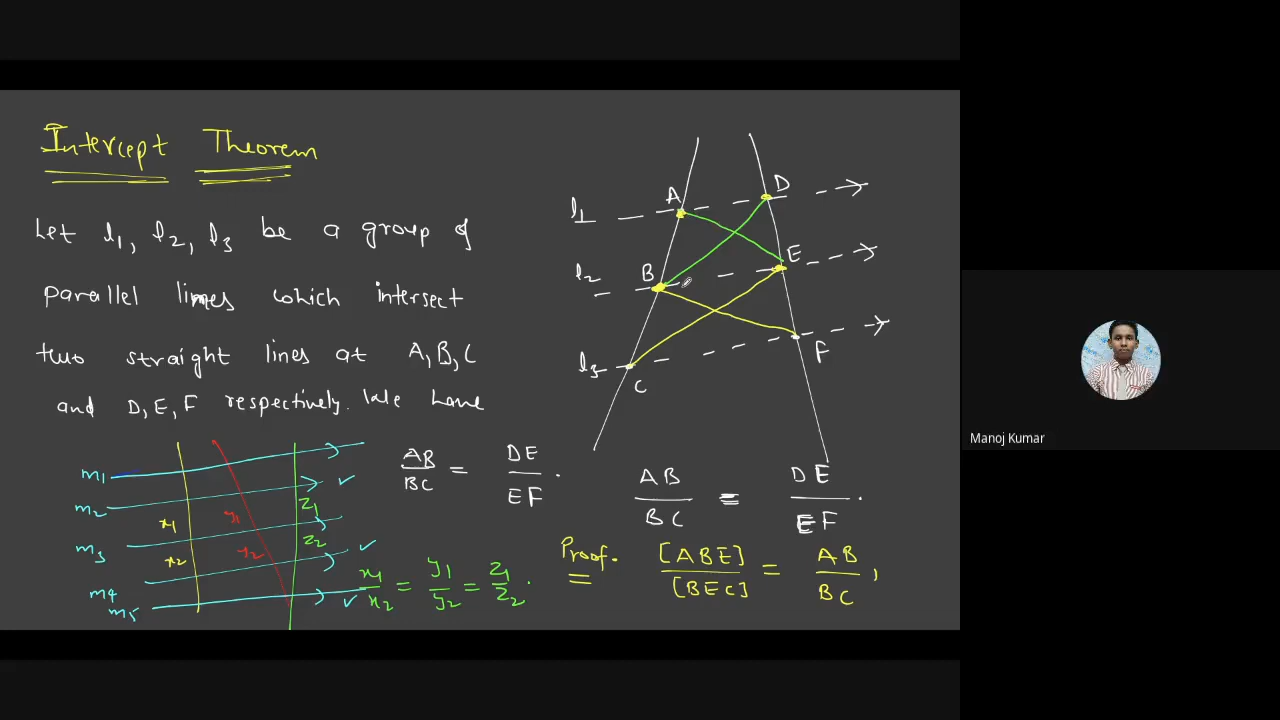 Intercept Theorem
Let l1, l2, l3 be a group of
parallel lines which intersect
two straight lines at A, B, C
and D, E, F respectively. We have
AB/BC = DE/EF.
m1
m2
m3
m4
m5
x1
x2
y1
y2
z1
z2
x1/x2 = y1/y2 = z1/z2.
l1
l2
l3
A
D
B
E
C
F
AB/BC = DE/EF.
Proof. [ABE]/[BEC] = AB/BC,
Manoj Kumar